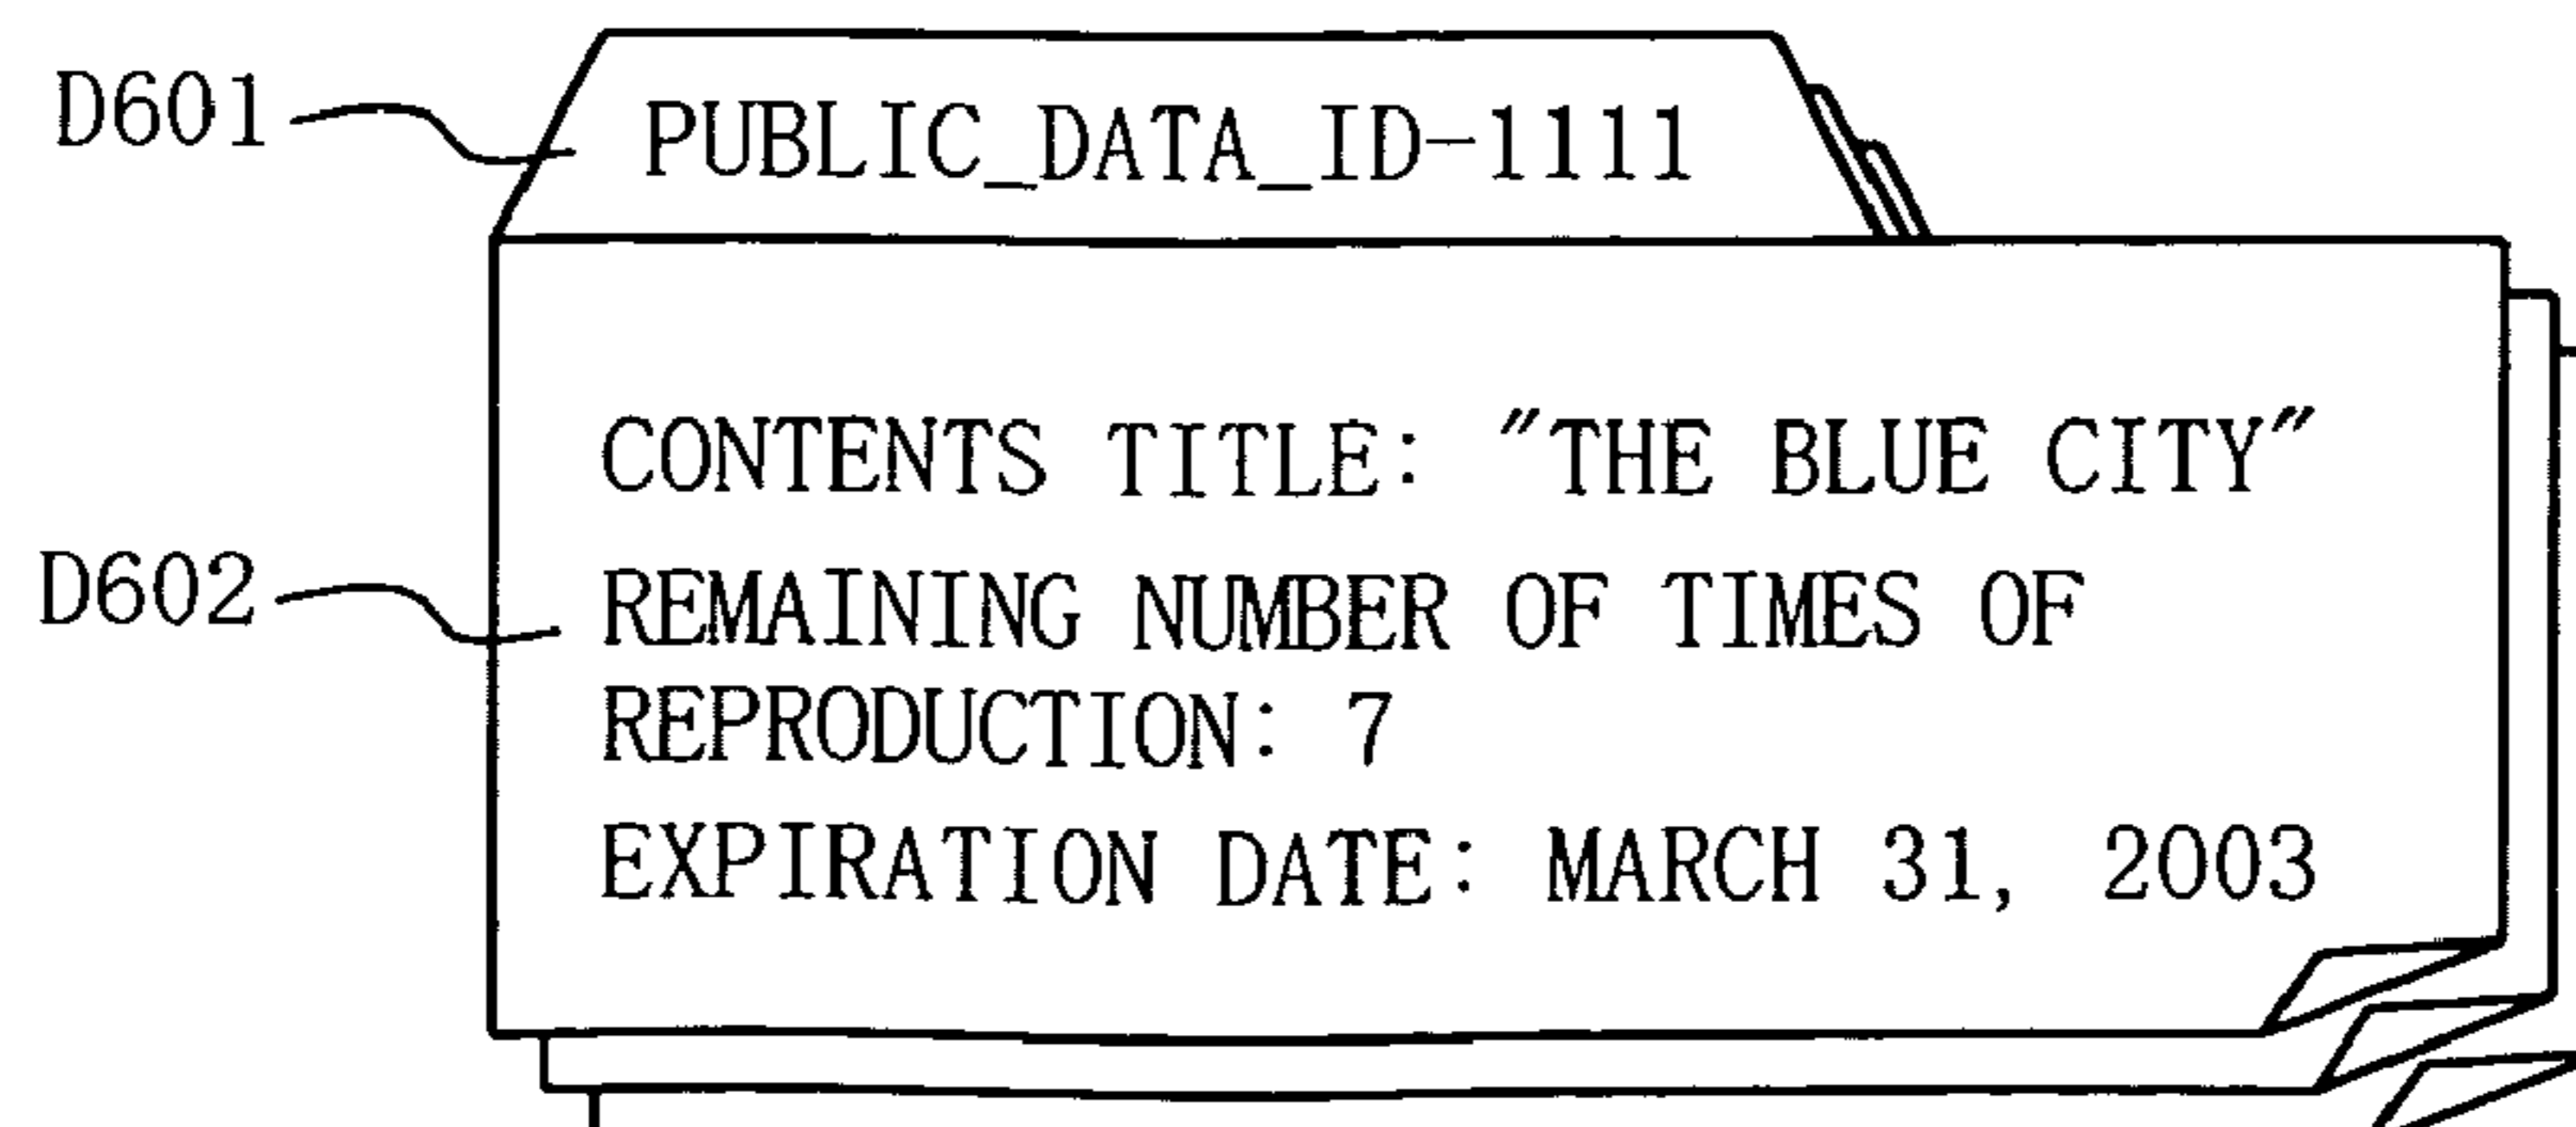 D601
PUBLIC_DATA_ID-1111
CONTENTS TITLE: "THE BLUE CITY"
D602
REMAINING NUMBER OF TIMES OF
REPRODUCTION: 7
EXPIRATION DATE: MARCH 31, 2003